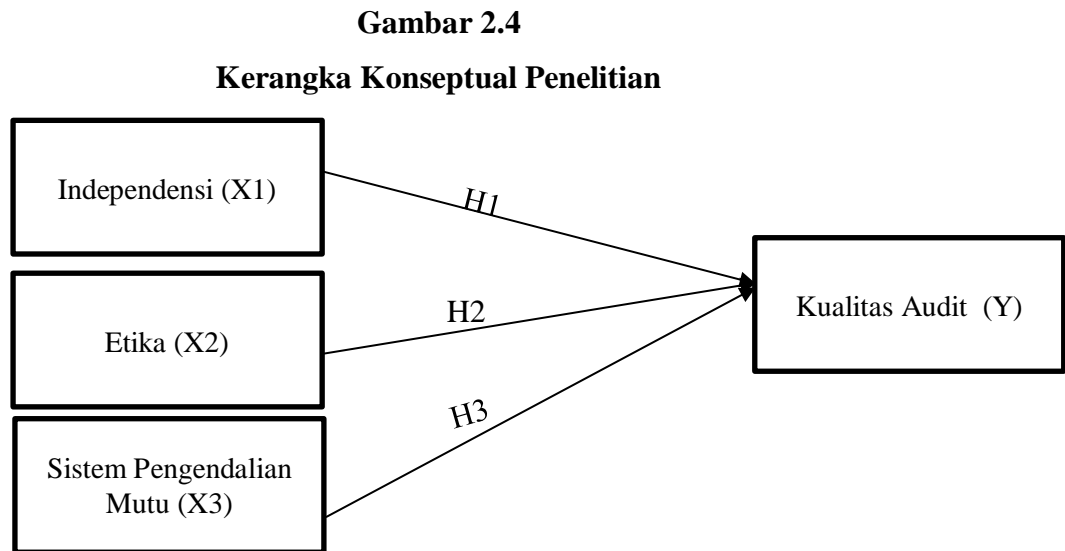 Gambar 2.4
Kerangka Konseptual Penelitian
Independensi (X1)
H1
Etika (X2)
H2
Kualitas Audit (Y)
H3
Sistem Pengendalian
Mutu (X3)